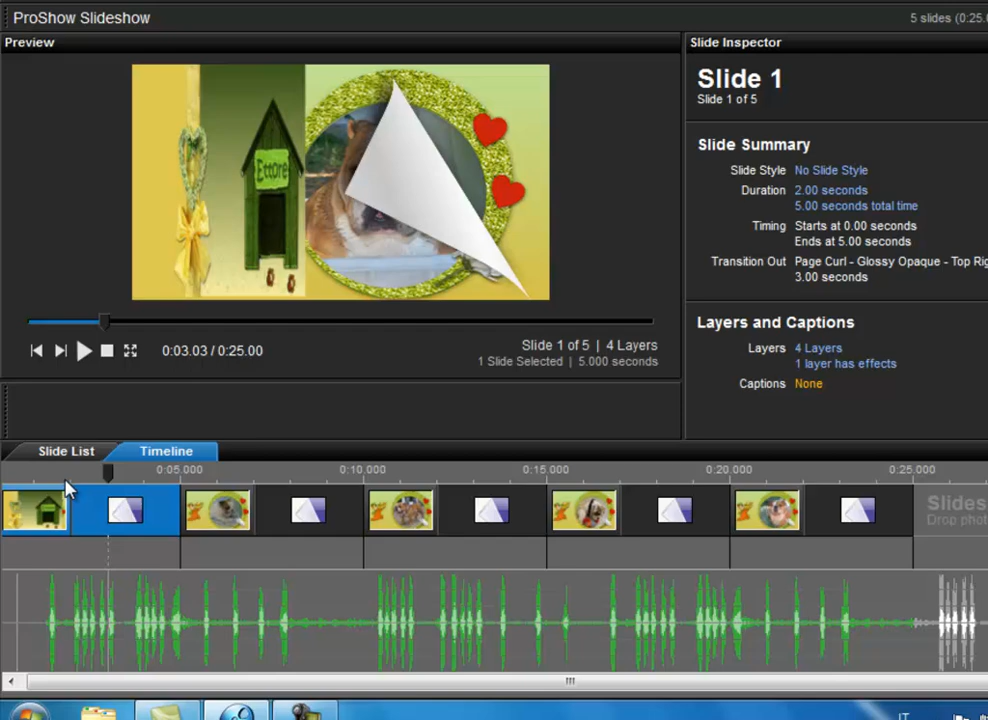 ProShow Slideshow
5 slides (0:25.
Preview
Slide Inspector
Ettore
Slide 1
Slide 1 of 5
Slide Summary
Slide Style No Slide Style
Duration 2.00 seconds
5.00 seconds total time
Timing Starts at 0.00 seconds
Ends at 5.00 seconds
Transition Out Page Curl - Glossy Opaque - Top Rig
3.00 seconds
Layers and Captions
Layers 4 Layers
1 layer has effects
Captions None
0:03.03 / 0:25.00
Slide 1 of 5 | 4 Layers
1 Slide Selected | 5.000 seconds
Slide List Timeline
0:05.000 0:10.000 0:15.000 0:20.000 0:25.000
Slides
Drop phot
IT